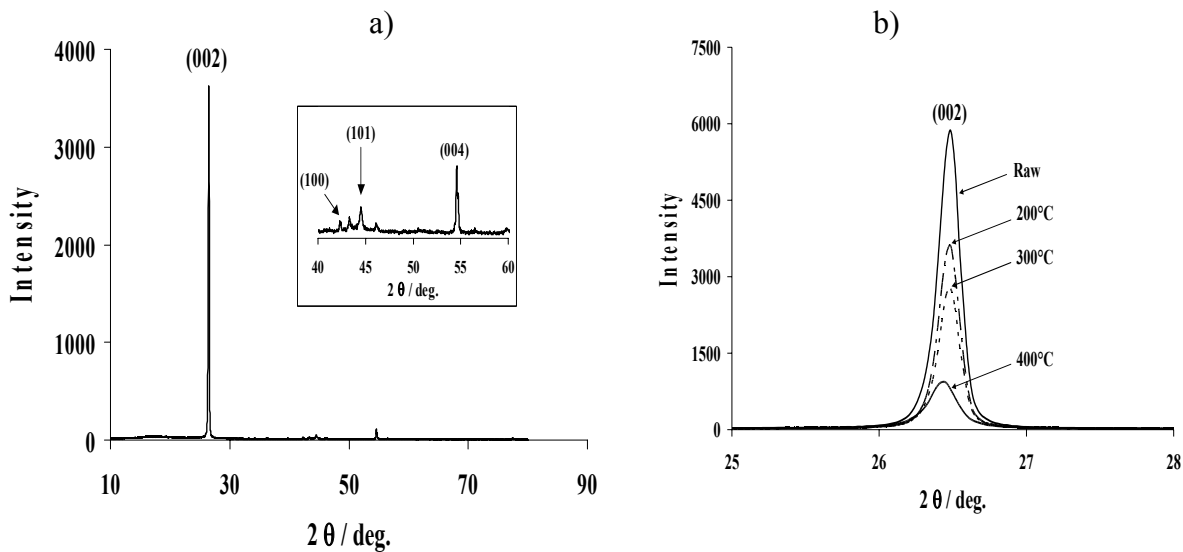 a)
4000
3000
2000
1000
0
Intensity
(002)
10 30 50 70 90
2 θ / deg.
(100)
(101)
(004)
40 45 50 55 60
2 θ / deg.
b)
7500
6000
4500
3000
1500
0
Intensity
(002)
Raw
200°C
300°C
400°C
25 26 27 28
2 θ / deg.